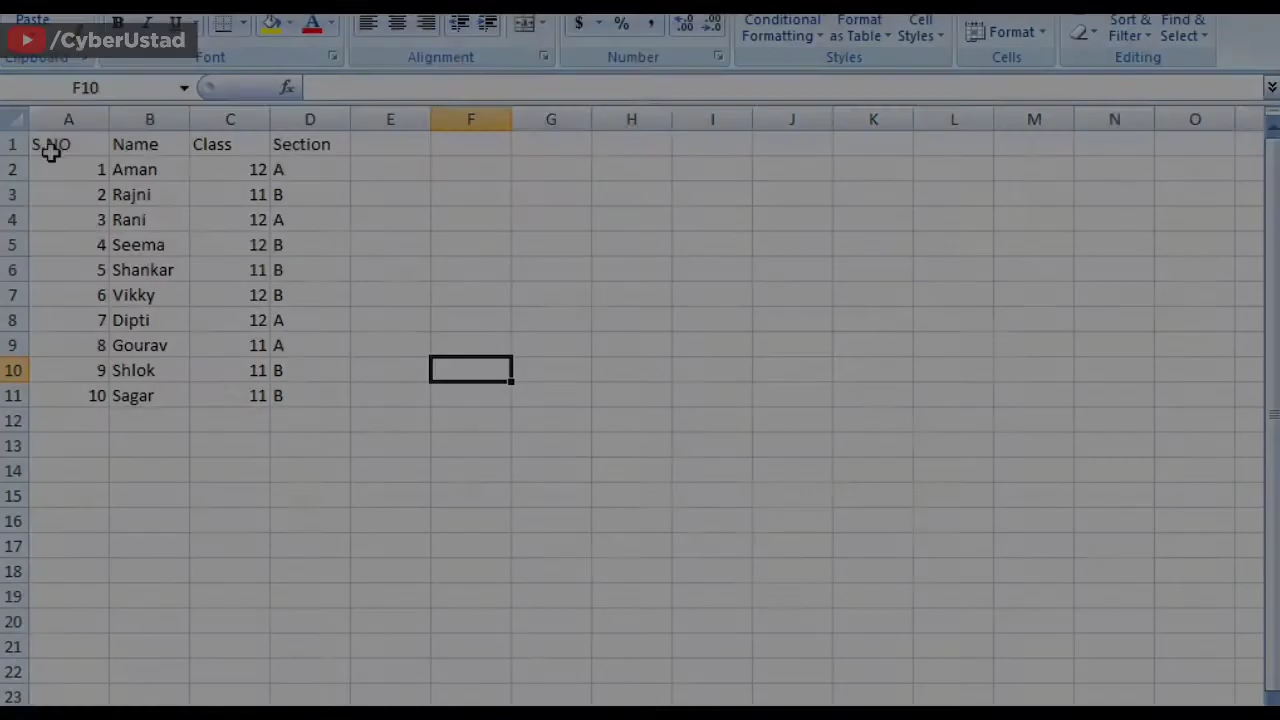 Paste B I U $ % , .00 Conditional Format Cell Format Sort & Find &
/CyberUstad Formatting as Table Styles Filter Select
Clipboard Font Alignment Number Styles Cells Editing
F10 fx
A B C D E F G H I J K L M N O
1 S.NO Name Class Section
2 1 Aman 12 A
3 2 Rajni 11 B
4 3 Rani 12 A
5 4 Seema 12 B
6 5 Shankar 11 B
7 6 Vikky 12 B
8 7 Dipti 12 A
9 8 Gourav 11 A
10 9 Shlok 11 B
11 10 Sagar 11 B
12
13
14
15
16
17
18
19
20
21
22
23